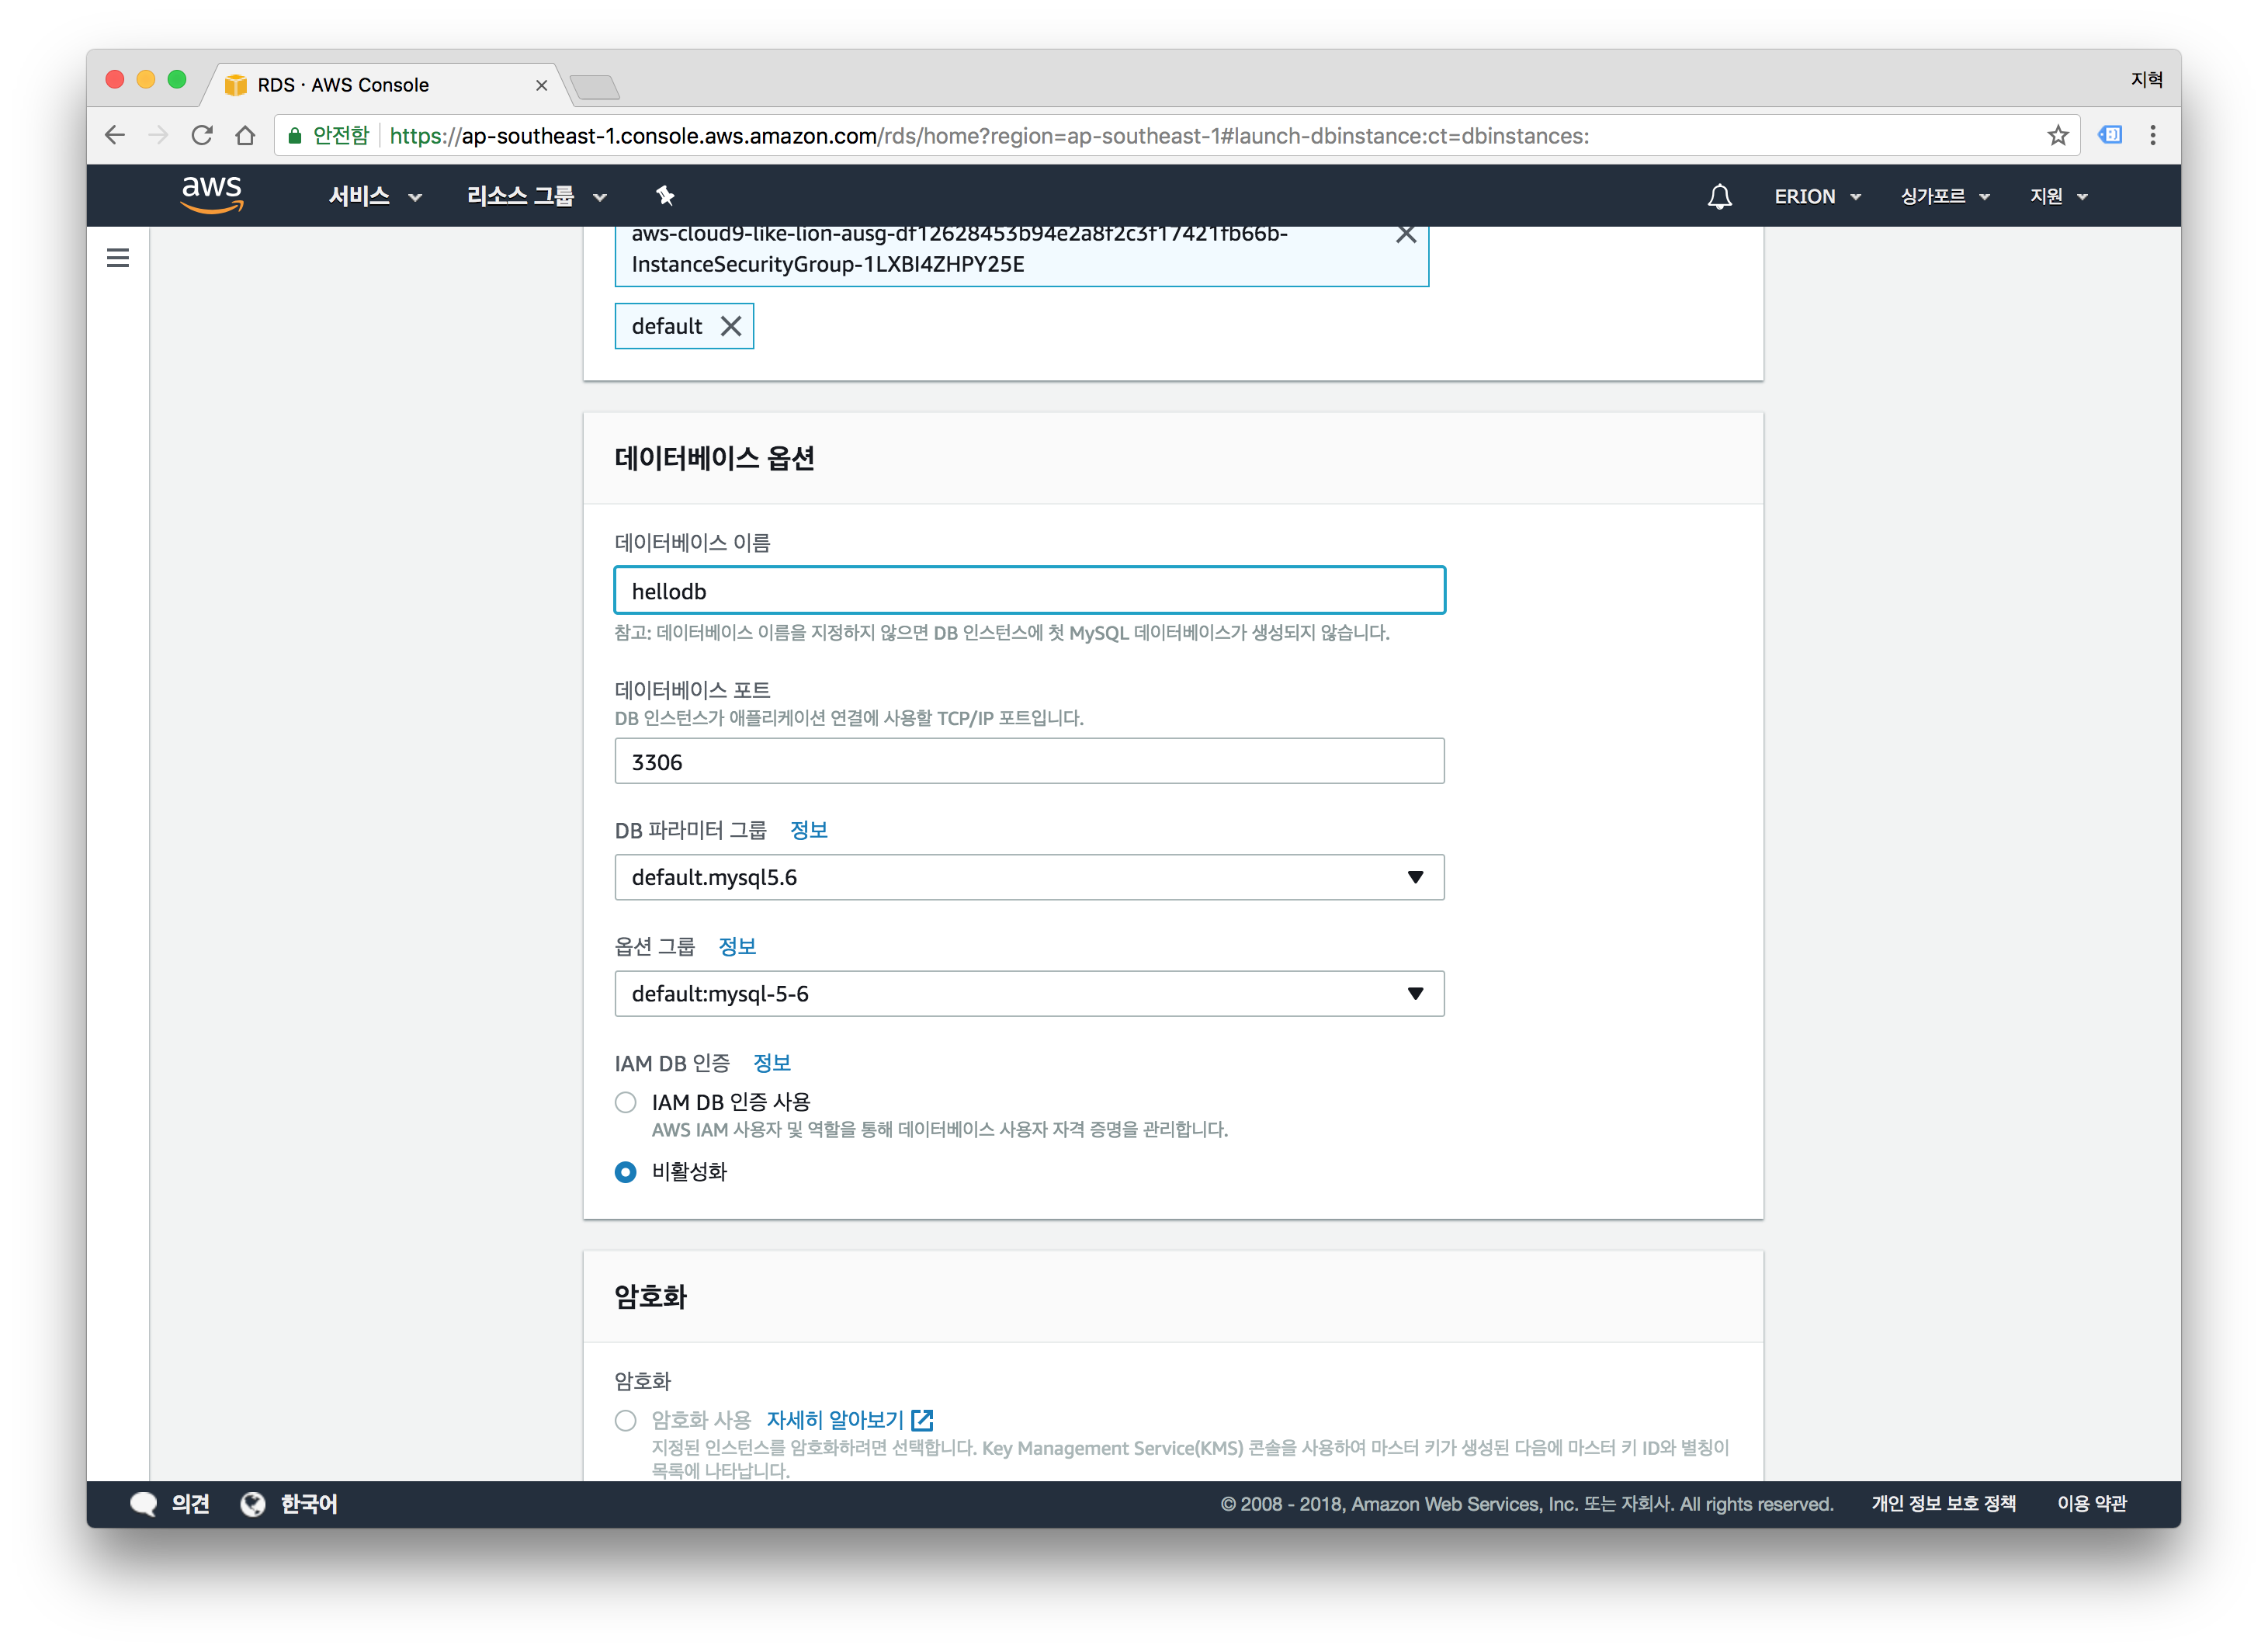 RDS · AWS Console
지혁
안전함 https://ap-southeast-1.console.aws.amazon.com/rds/home?region=ap-southeast-1#launch-dbinstance:ct=dbinstances:
aws 서비스 리소스 그룹 ERION 싱가포르 지원
aws-cloud9-like-lion-ausg-df12628453b94e2a8f2c3f17421fb66b-
InstanceSecurityGroup-1LXBI4ZHPY25E
default
데이터베이스 옵션
데이터베이스 이름
hellodb
참고: 데이터베이스 이름을 지정하지 않으면 DB 인스턴스에 첫 MySQL 데이터베이스가 생성되지 않습니다.
데이터베이스 포트
DB 인스턴스가 애플리케이션 연결에 사용할 TCP/IP 포트입니다.
3306
DB 파라미터 그룹 정보
default.mysql5.6
옵션 그룹 정보
default:mysql-5-6
IAM DB 인증 정보
IAM DB 인증 사용
AWS IAM 사용자 및 역할을 통해 데이터베이스 사용자 자격 증명을 관리합니다.
비활성화
암호화
암호화
암호화 사용 자세히 알아보기
지정된 인스턴스를 암호화하려면 선택합니다. Key Management Service(KMS) 콘솔을 사용하여 마스터 키가 생성된 다음에 마스터 키 ID와 별칭이
목록에 나타납니다.
의견 한국어 © 2008 - 2018, Amazon Web Services, Inc. 또는 자회사. All rights reserved. 개인 정보 보호 정책 이용 약관